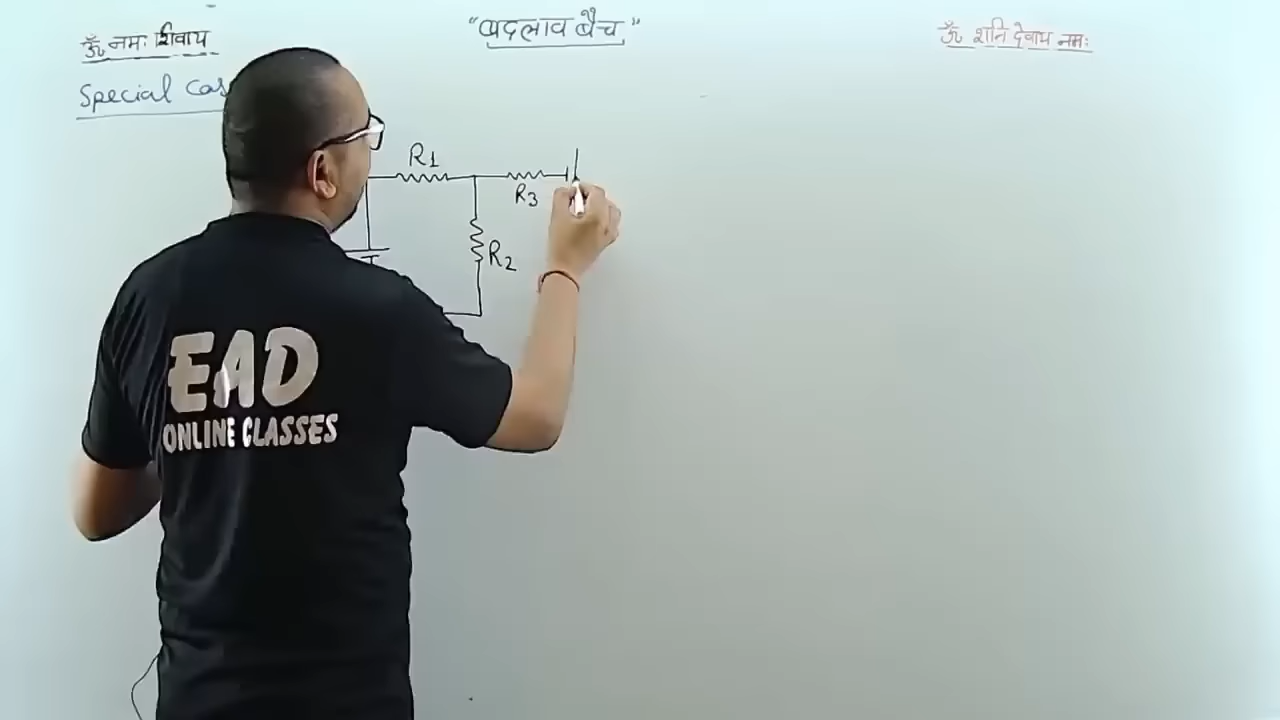 ॐ नमः शिवाय
"बदलाव बैच"
ॐ शनि देवाय नमः
Special
R1
R3
R2
EAD
ONLINE CLASSES